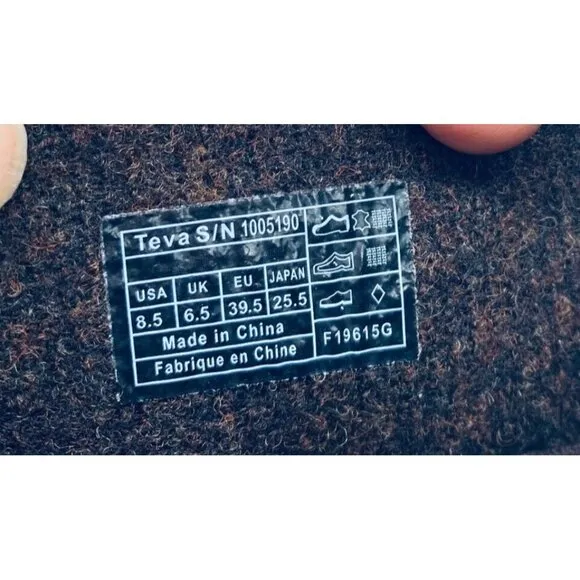 Teva S/N 1005190
USA UK EU JAPAN
8.5 6.5 39.5 25.5
Made in China
Fabrique en Chine
F19615G